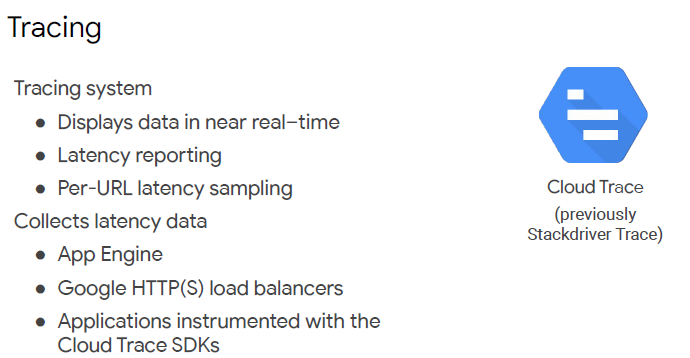 Tracing
Tracing system
● Displays data in near real-time
● Latency reporting
● Per-URL latency sampling
Collects latency data
● App Engine
● Google HTTP(S) load balancers
● Applications instrumented with the
Cloud Trace SDKs
Cloud Trace
(previously
Stackdriver Trace)